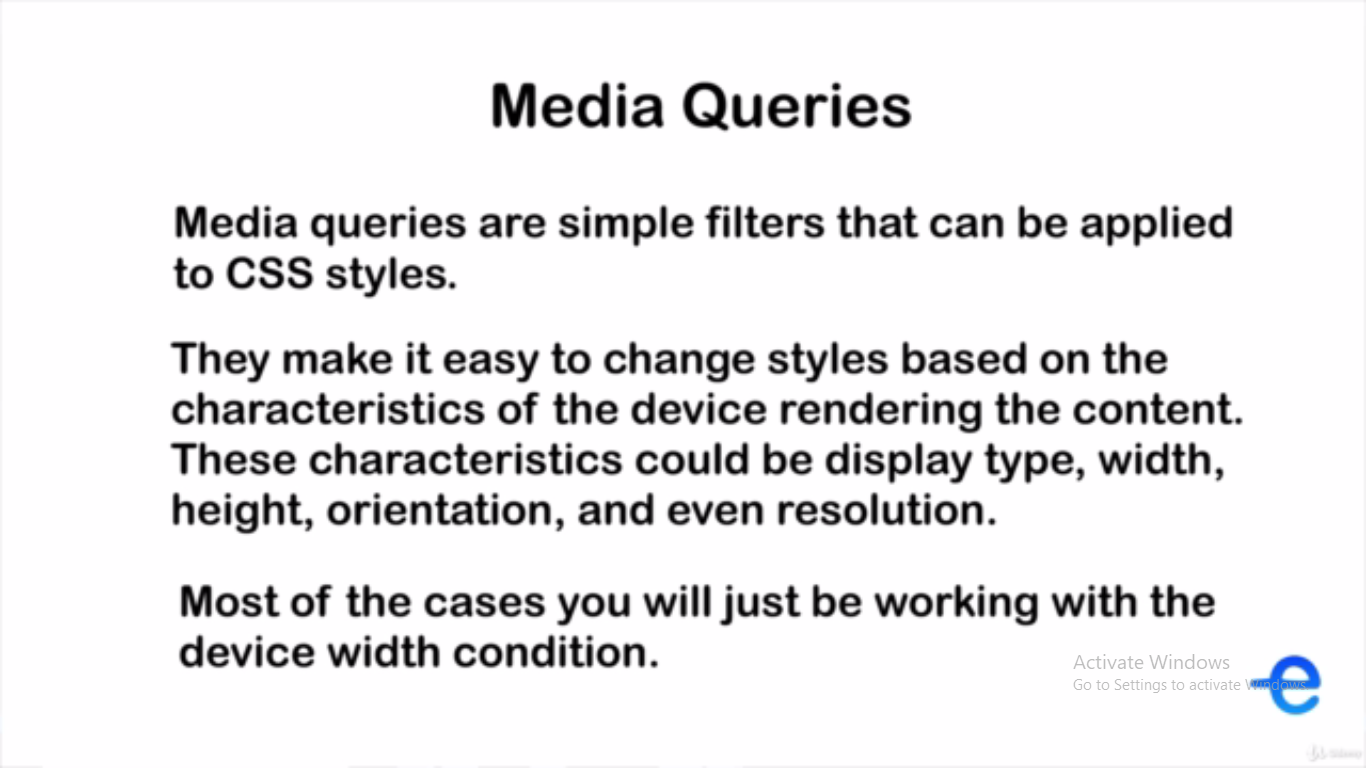 Media Queries
Media queries are simple filters that can be applied
to CSS styles.
They make it easy to change styles based on the
characteristics of the device rendering the content.
These characteristics could be display type, width,
height, orientation, and even resolution.
Most of the cases you will just be working with the
device width condition.
Activate Windows
Go to Settings to activate Windows.
Udemy